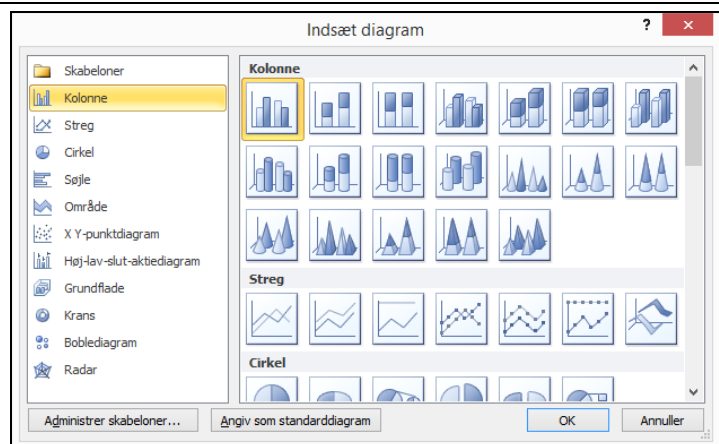 Indsæt diagram
?
Skabeloner
Kolonne
Streg
Cirkel
Søjle
Område
X Y-punktdiagram
Høj-lav-slut-aktiediagram
Grundflade
Krans
Boblediagram
Radar
Kolonne
Streg
Cirkel
Administrer skabeloner...
Angiv som standarddiagram
OK
Annuller